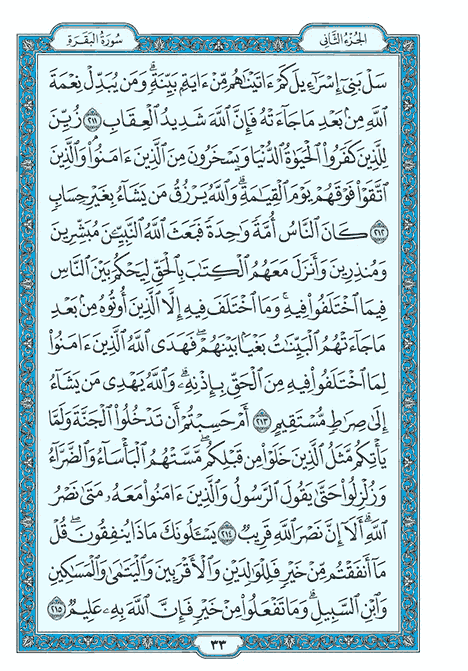 الجُزْءُ الثَّانِي
سُورَةُ البَقَرَةِ
سَلْ بَنِىٓ إِسْرَٰٓءِيلَ كَمْ ءَاتَيْنَٰهُم مِّنْ ءَايَةِۭ بَيِّنَةٍۢ ۗ وَمَن يُبَدِّلْ نِعْمَةَ
ٱللَّهِ مِنۢ بَعْدِ مَا جَآءَتْهُ فَإِنَّ ٱللَّهَ شَدِيدُ ٱلْعِقَابِ ٢١١ زُيِّنَ
لِلَّذِينَ كَفَرُوا۟ ٱلْحَيَوٰةُ ٱلدُّنْيَا وَيَسْخَرُونَ مِنَ ٱلَّذِينَ ءَامَنُوا۟ ۘ وَٱلَّذِينَ
ٱتَّقَوْا۟ فَوْقَهُمْ يَوْمَ ٱلْقِيَٰمَةِ ۗ وَٱللَّهُ يَرْزُقُ مَن يَشَآءُ بِغَيْرِ حِسَابٍۢ
٢١٢ كَانَ ٱلنَّاسُ أُمَّةًۭ وَٰحِدَةًۭ فَبَعَثَ ٱللَّهُ ٱلنَّبِيِّۦنَ مُبَشِّرِينَ
وَمُنذِرِينَ وَأَنزَلَ مَعَهُمُ ٱلْكِتَٰبَ بِٱلْحَقِّ لِيَحْكُمَ بَيْنَ ٱلنَّاسِ
فِيمَا ٱخْتَلَفُوا۟ فِيهِ ۚ وَمَا ٱخْتَلَفَ فِيهِ إِلَّا ٱلَّذِينَ أُوتُوهُ مِنۢ بَعْدِ
مَا جَآءَتْهُمُ ٱلْبَيِّنَٰتُ بَغْيًۢا بَيْنَهُمْ ۖ فَهَدَى ٱللَّهُ ٱلَّذِينَ ءَامَنُوا۟
لِمَا ٱخْتَلَفُوا۟ فِيهِ مِنَ ٱلْحَقِّ بِإِذْنِهِۦ ۗ وَٱللَّهُ يَهْدِى مَن يَشَآءُ
إِلَىٰ صِرَٰطٍۢ مُّسْتَقِيمٍ ٢١٣ أَمْ حَسِبْتُمْ أَن تَدْخُلُوا۟ ٱلْجَنَّةَ وَلَمَّا
يَأْتِكُم مَّثَلُ ٱلَّذِينَ خَلَوْا۟ مِن قَبْلِكُم ۖ مَّسَّتْهُمُ ٱلْبَأْسَآءُ وَٱلضَّرَّآءُ
وَزُلْزِلُوا۟ حَتَّىٰ يَقُولَ ٱلرَّسُولُ وَٱلَّذِينَ ءَامَنُوا۟ مَعَهُۥ مَتَىٰ نَصْرُ
ٱللَّهِ ۗ أَلَآ إِنَّ نَصْرَ ٱللَّهِ قَرِيبٌۭ ٢١٤ يَسْـَٔلُونَكَ مَاذَا يُنفِقُونَ ۖ قُلْ
مَآ أَنفَقْتُم مِّنْ خَيْرٍۢ فَلِلْوَٰلِدَيْنِ وَٱلْأَقْرَبِينَ وَٱلْيَتَٰمَىٰ وَٱلْمَسَٰكِينِ
وَٱبْنِ ٱلسَّبِيلِ ۗ وَمَا تَفْعَلُوا۟ مِنْ خَيْرٍۢ فَإِنَّ ٱللَّهَ بِهِۦ عَلِيمٌۭ ٢١٥
٣٣